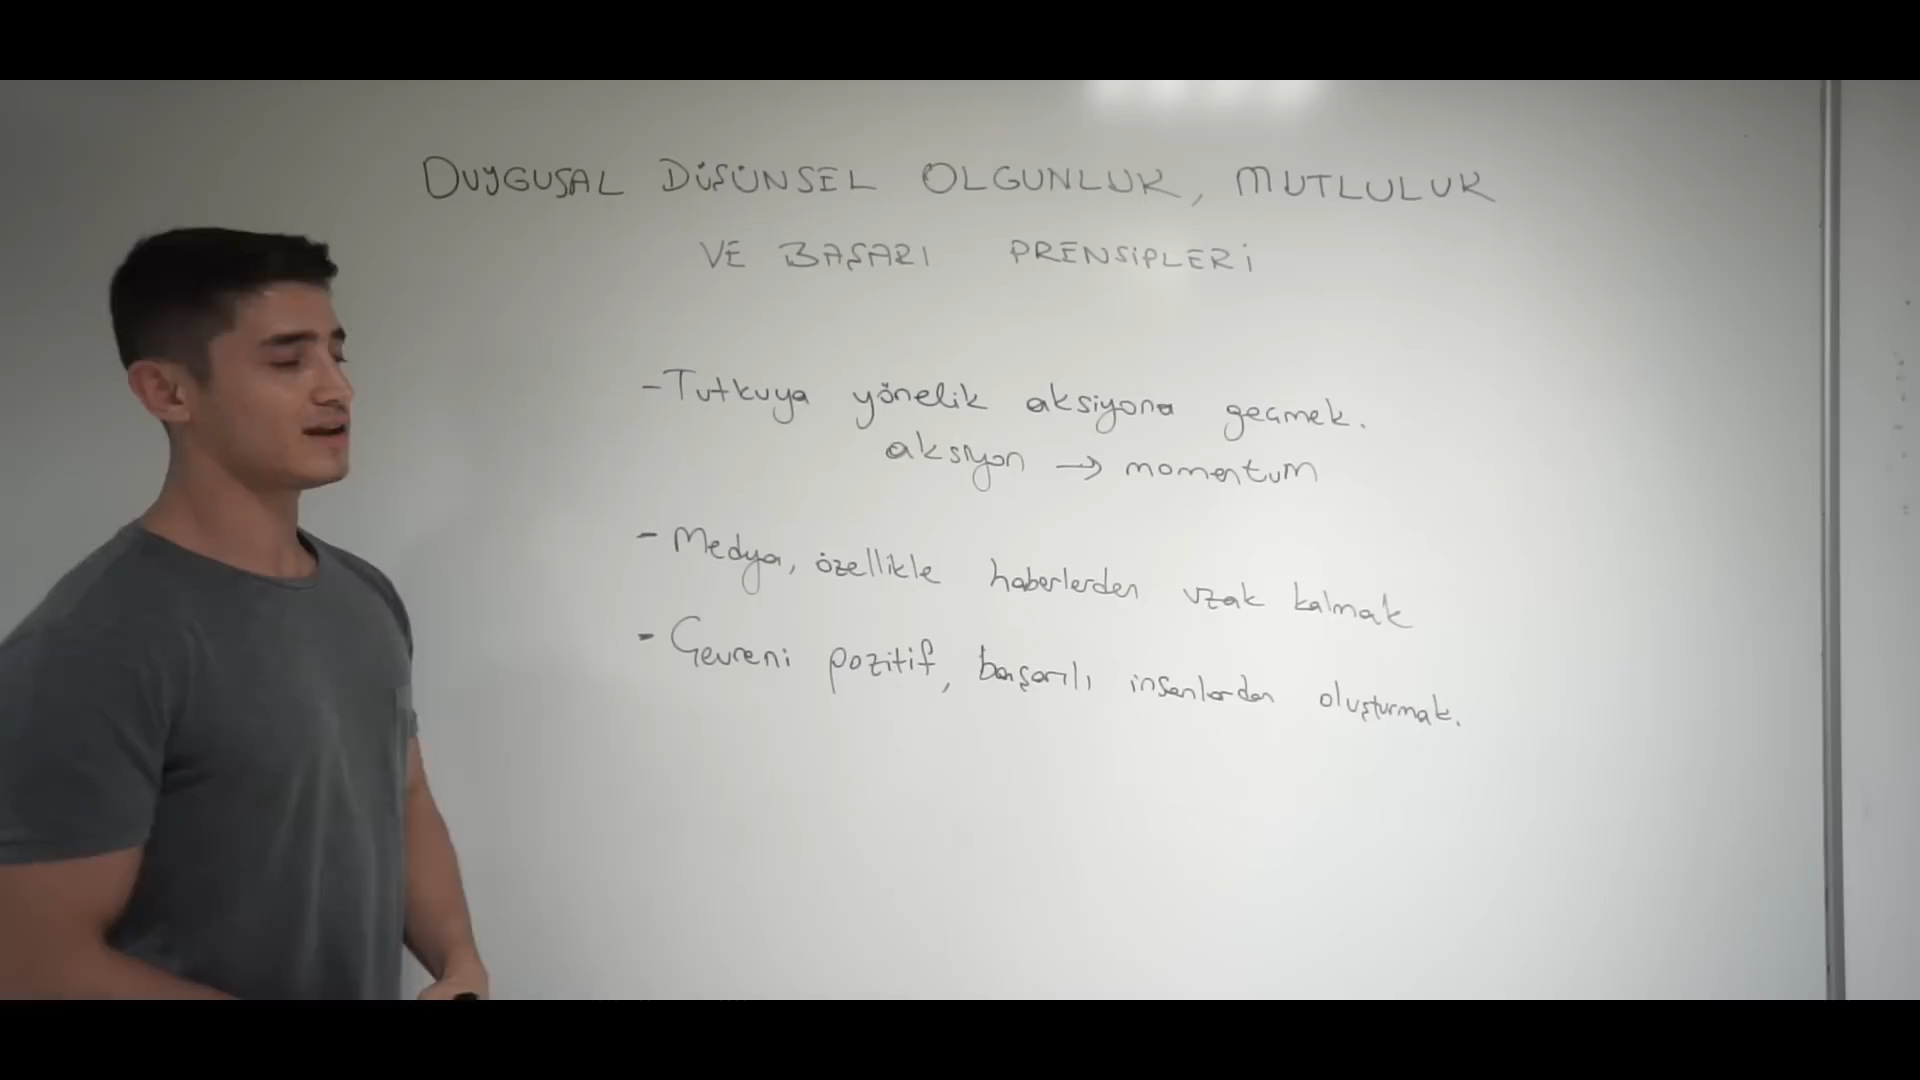 DUYGUSAL DÜŞÜNSEL OLGUNLUK, MUTLULUK
VE BAŞARI PRENSİPLERİ
- Tutkuya yönelik aksiyona geçmek.
aksiyon → momentum
- Medya, özellikle haberlerden uzak kalmak
- Çevreni pozitif, başarılı insanlardan oluşturmak.